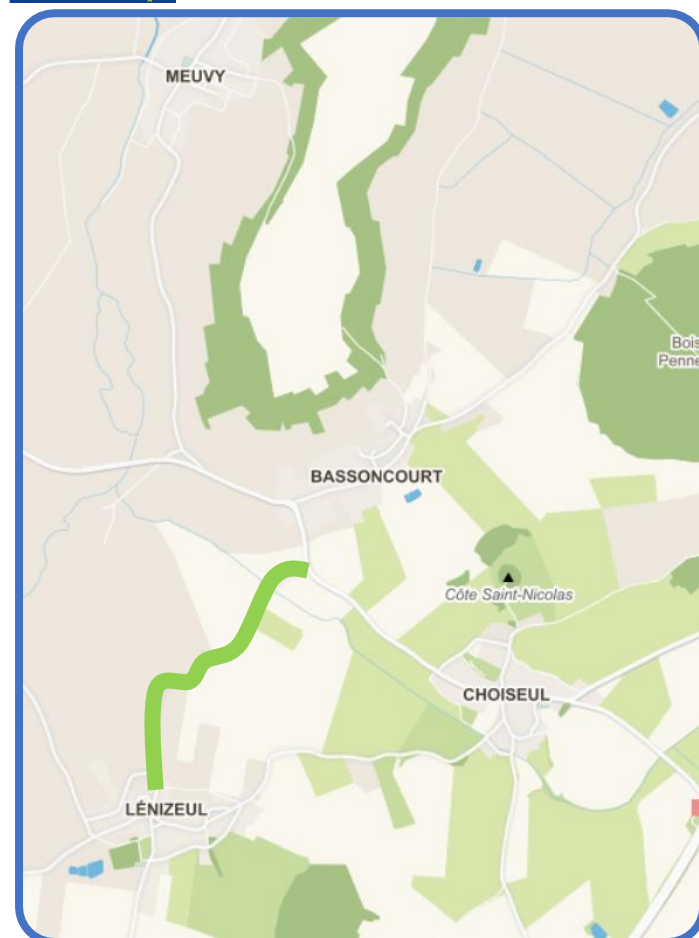 MEUVY
Bois
Penne
BASSONCOURT
Côte Saint-Nicolas
CHOISEUL
LÉNIZEUL